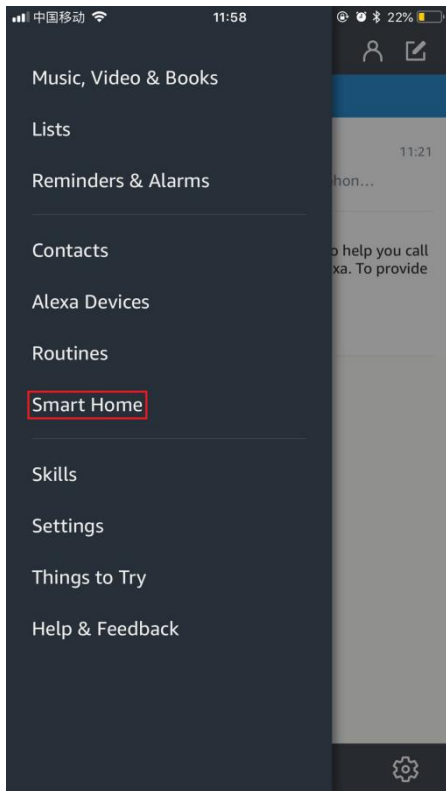 中国移动 11:58 22%
Music, Video & Books
Lists
11:21
Reminders & Alarms
phon...
Contacts
o help you call
xa. To provide
Alexa Devices
Routines
Smart Home
Skills
Settings
Things to Try
Help & Feedback